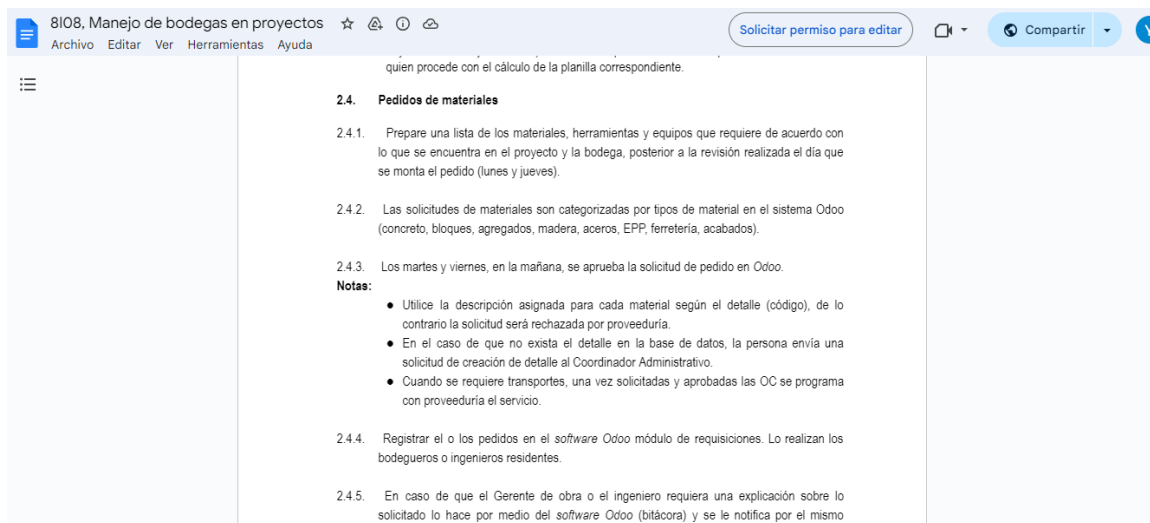 8I08, Manejo de bodegas en proyectos
Solicitar permiso para editar
Compartir
Archivo Editar Ver Herramientas Ayuda
quien procede con el cálculo de la planilla correspondiente.
2.4. Pedidos de materiales
2.4.1. Prepare una lista de los materiales, herramientas y equipos que requiere de acuerdo con
lo que se encuentra en el proyecto y la bodega, posterior a la revisión realizada el día que
se monta el pedido (lunes y jueves).
2.4.2. Las solicitudes de materiales son categorizadas por tipos de material en el sistema Odoo
(concreto, bloques, agregados, madera, aceros, EPP, ferretería, acabados).
2.4.3. Los martes y viernes, en la mañana, se aprueba la solicitud de pedido en Odoo.
Notas:
● Utilice la descripción asignada para cada material según el detalle (código), de lo
contrario la solicitud será rechazada por proveeduría.
● En el caso de que no exista el detalle en la base de datos, la persona envía una
solicitud de creación de detalle al Coordinador Administrativo.
● Cuando se requiere transportes, una vez solicitadas y aprobadas las OC se programa
con proveeduría el servicio.
2.4.4. Registrar el o los pedidos en el software Odoo módulo de requisiciones. Lo realizan los
bodegueros o ingenieros residentes.
2.4.5. En caso de que el Gerente de obra o el ingeniero requiera una explicación sobre lo
solicitado lo hace por medio del software Odoo (bitácora) y se le notifica por el mismo